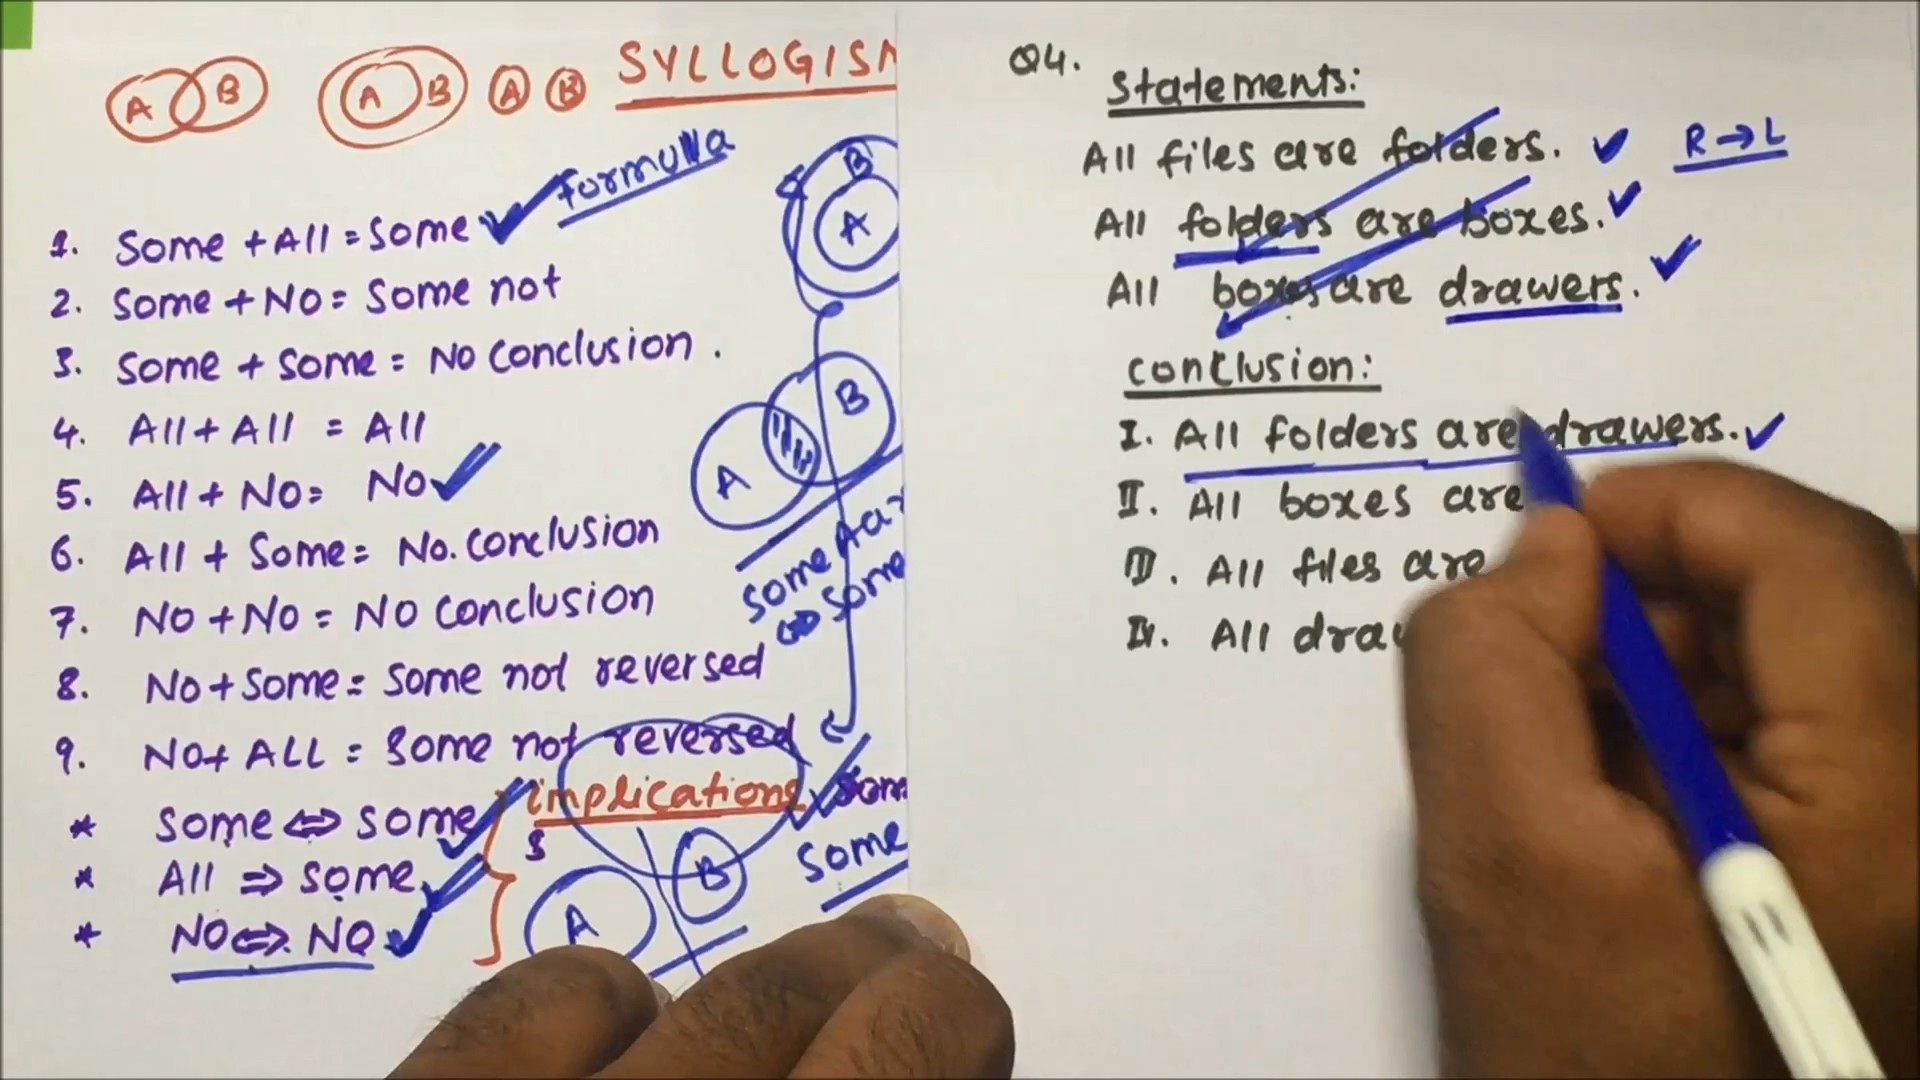 A B A B A B SYLLOGISM
Formula
1. Some + All = Some
2. Some + No = Some not
3. Some + Some = No Conclusion.
4. All + All = All
5. All + No = No
6. All + Some = No. Conclusion
7. No + No = No Conclusion
8. No + Some = Some not reversed
9. No + ALL = Some not reversed
implications
* Some ⇔ Some
* All ⇒ Some
* No ⇔ No
B
A
A B
Some A
⇔ Some
Some
A B
Q4.
Statements:
All files are folders. R → L
All folders are boxes.
All boxes are drawers.
Conclusion:
I. All folders are drawers.
II. All boxes are
III. All files are
IV. All